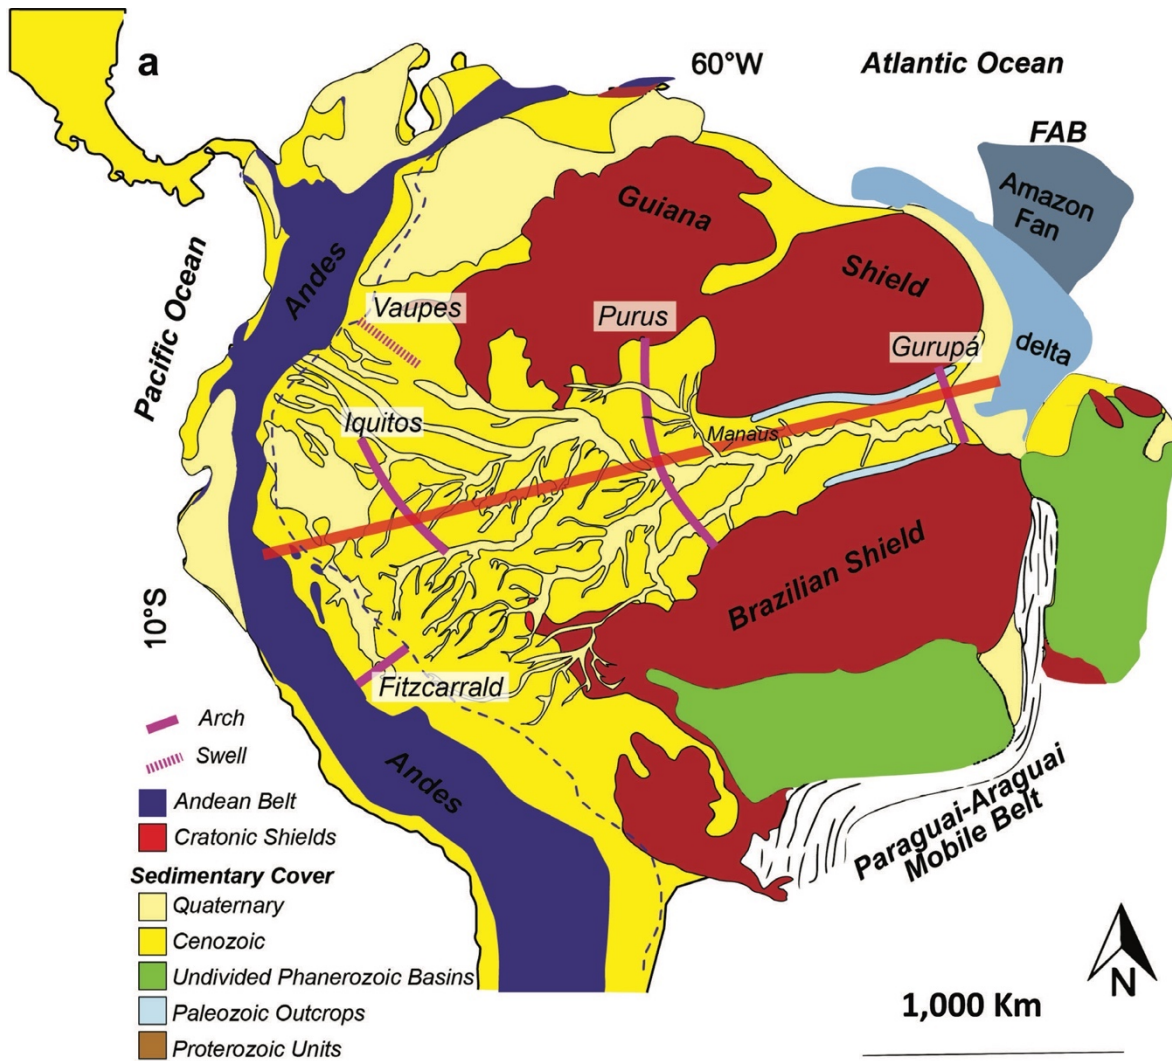 a
60°W
Atlantic Ocean
FAB
Amazon
Fan
Guiana
Shield
Andes
Pacific Ocean
Vaupes
Purus
Gurupá
delta
Iquitos
Manaus
Brazilian Shield
10°S
Fitzcarrald
Andes
Paraguai-Araguai
Mobile Belt
Arch
Swell
Andean Belt
Cratonic Shields
Sedimentary Cover
Quaternary
Cenozoic
Undivided Phanerozoic Basins
Paleozoic Outcrops
Proterozoic Units
N
1,000 Km